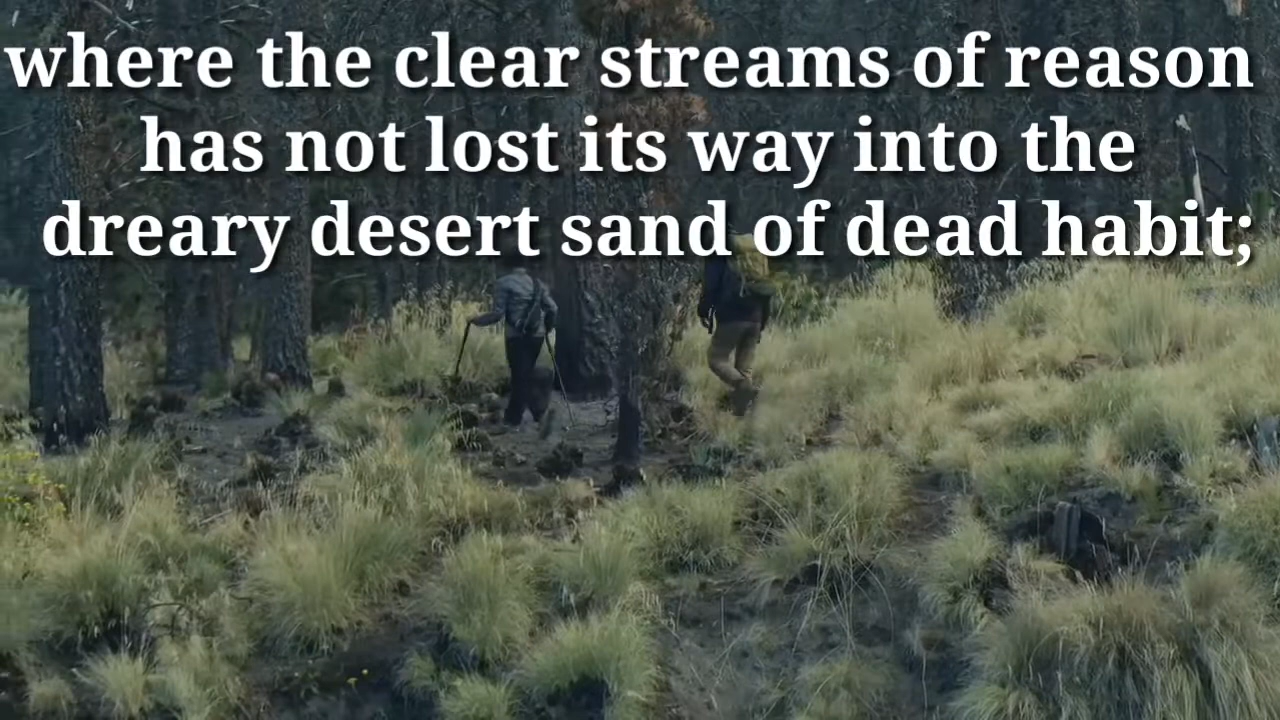 where the clear streams of reason
has not lost its way into the
dreary desert sand of dead habit;